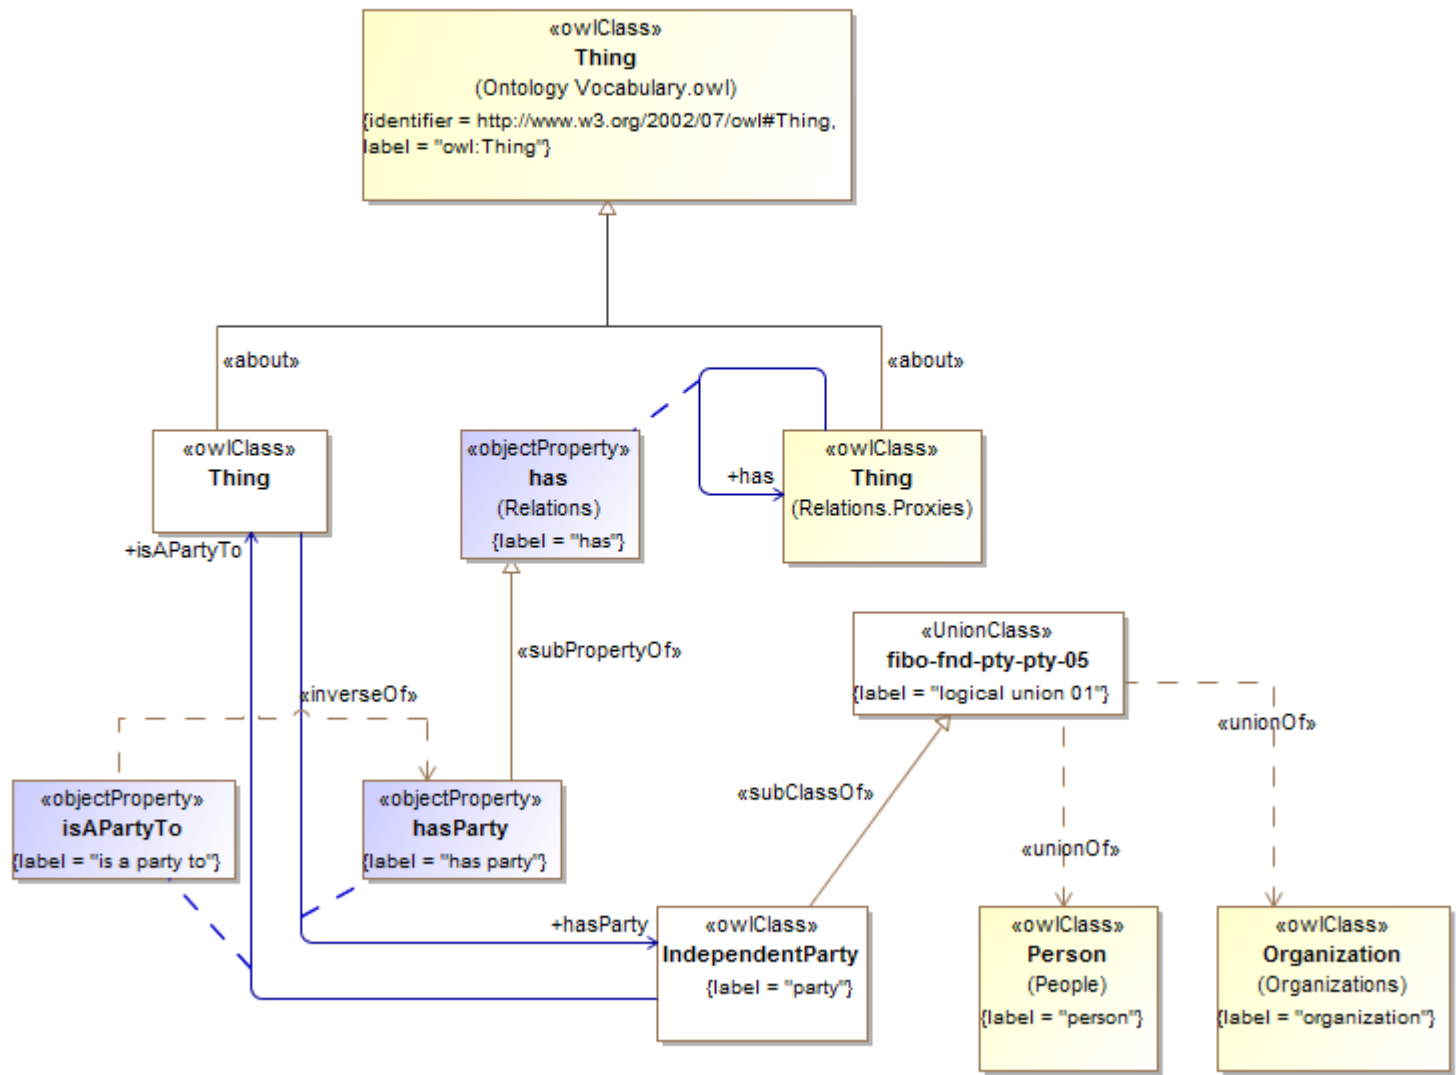 «owlClass»
Thing
(Ontology Vocabulary.owl)
{identifier = http://www.w3.org/2002/07/owl#Thing,
label = "owl:Thing"}
«about»
«about»
«owlClass»
Thing
«objectProperty»
has
(Relations)
{label = "has"}
+has
«owlClass»
Thing
(Relations.Proxies)
+isAPartyTo
«subPropertyOf»
«inverseOf»
«UnionClass»
fibo-fnd-pty-pty-05
{label = "logical union 01"}
«unionOf»
«objectProperty»
isAPartyTo
{label = "is a party to"}
«objectProperty»
hasParty
{label = "has party"}
«subClassOf»
«unionOf»
+hasParty
«owlClass»
IndependentParty
{label = "party"}
«owlClass»
Person
(People)
{label = "person"}
«owlClass»
Organization
(Organizations)
{label = "organization"}